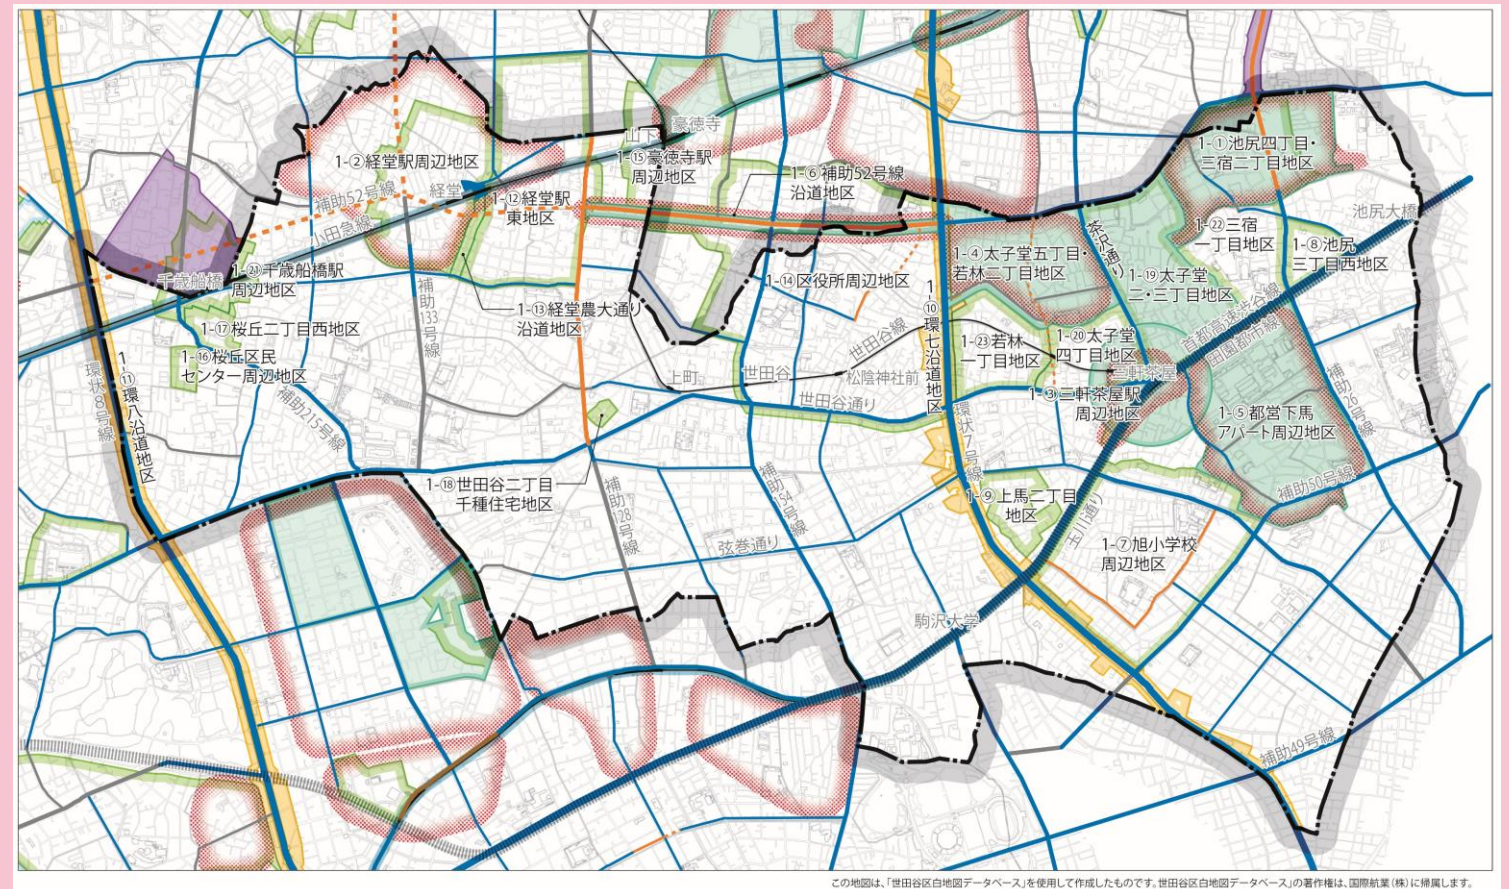 山下
豪徳寺
1-②経堂駅周辺地区
1-⑮豪徳寺駅
周辺地区
1-⑥補助52号線
沿道地区
1-①池尻四丁目・
三宿二丁目地区
補助52号線
経堂
1-⑫経堂駅
東地区
小田急線
池尻大橋
茶沢通り
1-㉒三宿
一丁目地区
1-⑧池尻
三丁目西地区
1-④太子堂五丁目・
若林二丁目地区
1-⑲太子堂
二・三丁目地区
千歳船橋
1-㉑千歳船橋駅
周辺地区
1-⑭区役所周辺地区
補助133号線
1-⑬経堂農大通り
沿道地区
1-⑩環七沿道地区
首都高速渋谷線
田園都市線
1-⑰桜丘二丁目西地区
1-⑯桜丘区民
センター周辺地区
世田谷線
1-㉓若林
一丁目地区
1-⑳太子堂
四丁目地区
三軒茶屋
1-⑪環八沿道地区
環状8号線
上町
世田谷
松陰神社前
世田谷通り
1-③三軒茶屋駅
周辺地区
補助26号線
補助215号線
環状7号線
1-⑤都営下馬
アパート周辺地区
1-⑱世田谷二丁目
千種住宅地区
補助128号線
補助154号線
補助50号線
1-⑨上馬二丁目
地区
玉川通り
弦巻通り
1-⑦旭小学校
周辺地区
駒沢大学
補助49号線
この地図は、「世田谷区白地図データベース」を使用して作成したものです。世田谷区白地図データベース」の著作権は、国際航業(株)に帰属します。